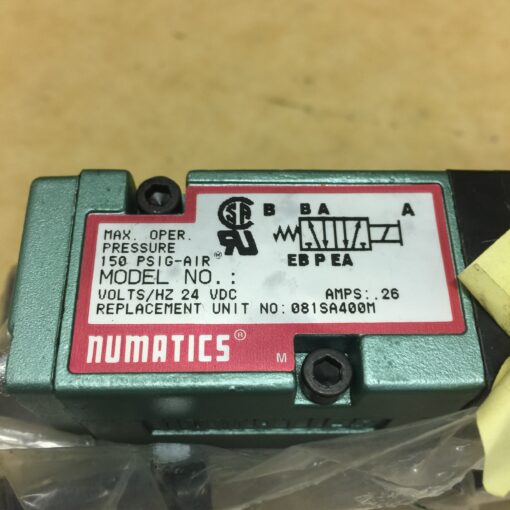 B BA A
MAX. OPER.
PRESSURE
150 PSIG-AIR
EB P EA
MODEL NO.:
VOLTS/HZ 24 VDC AMPS: .26
REPLACEMENT UNIT NO: 081SA400M
NUMATICS®
M